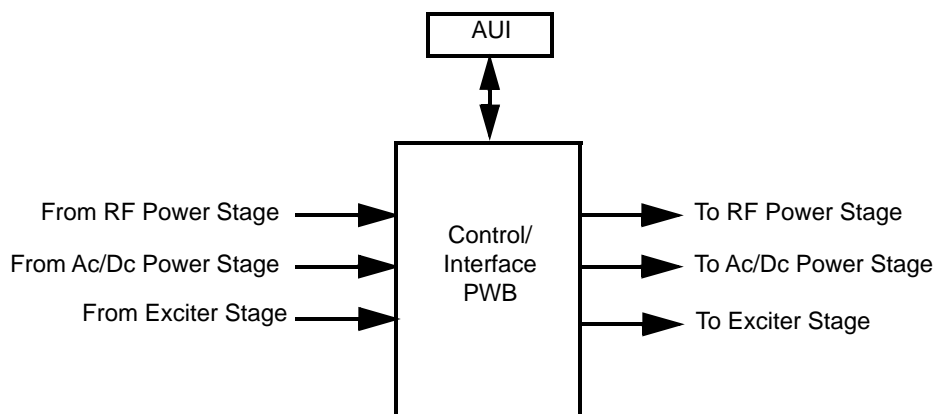 AUI
From RF Power Stage
From Ac/Dc Power Stage
From Exciter Stage
Control/
Interface
PWB
To RF Power Stage
To Ac/Dc Power Stage
To Exciter Stage